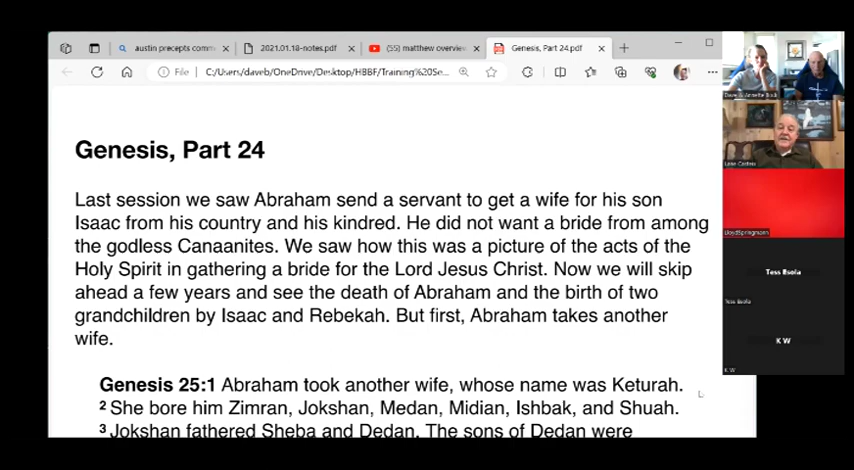 austin precepts comm
2021.01.18-notes.pdf
(55) matthew overview
Genesis, Part 24.pdf
File
C:/Users/daveb/OneDrive/Desktop/HBBF/Training%20Se...
Genesis, Part 24
Last session we saw Abraham send a servant to get a wife for his son
Isaac from his country and his kindred. He did not want a bride from among
the godless Canaanites. We saw how this was a picture of the acts of the
Holy Spirit in gathering a bride for the Lord Jesus Christ. Now we will skip
ahead a few years and see the death of Abraham and the birth of two
grandchildren by Isaac and Rebekah. But first, Abraham takes another
wife.
Genesis 25:1 Abraham took another wife, whose name was Keturah.
2 She bore him Zimran, Jokshan, Medan, Midian, Ishbak, and Shuah.
3 Jokshan fathered Sheba and Dedan. The sons of Dedan were
Dave & Annette
LloydSpringmann
Tess Esola
Tess Esola
K W
K W